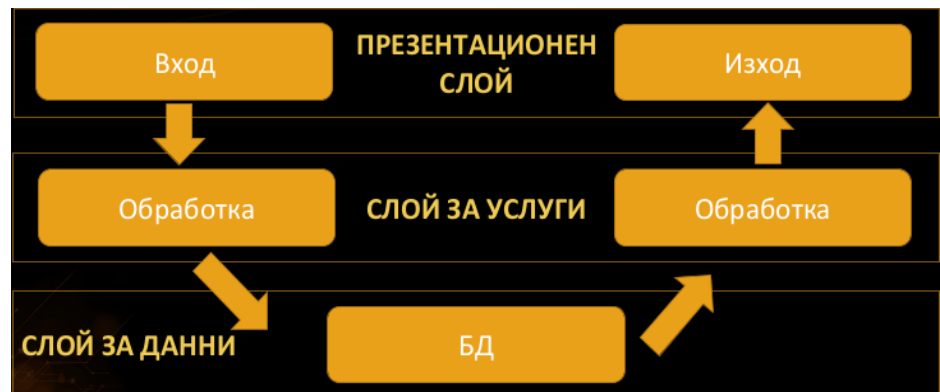 Вход
ПРЕЗЕНТАЦИОНЕН
СЛОЙ
Изход
Обработка
СЛОЙ ЗА УСЛУГИ
Обработка
СЛОЙ ЗА ДАННИ
БД